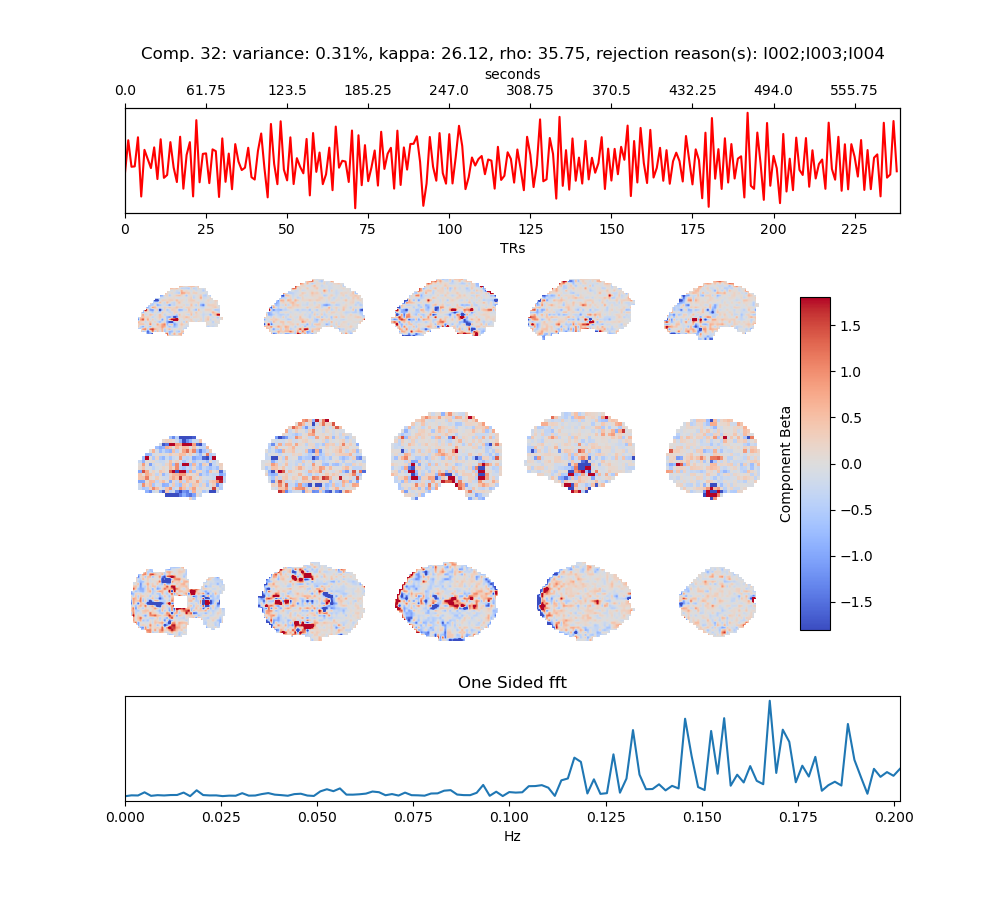 Comp. 32: variance: 0.31%, kappa: 26.12, rho: 35.75, rejection reason(s): I002;I003;I004
seconds
0.0 61.75 123.5 185.25 247.0 308.75 370.5 432.25 494.0 555.75
0 25 50 75 100 125 150 175 200 225
TRs
Component Beta
1.5
1.0
0.5
0.0
−0.5
−1.0
−1.5
One Sided fft
0.000 0.025 0.050 0.075 0.100 0.125 0.150 0.175 0.200
Hz